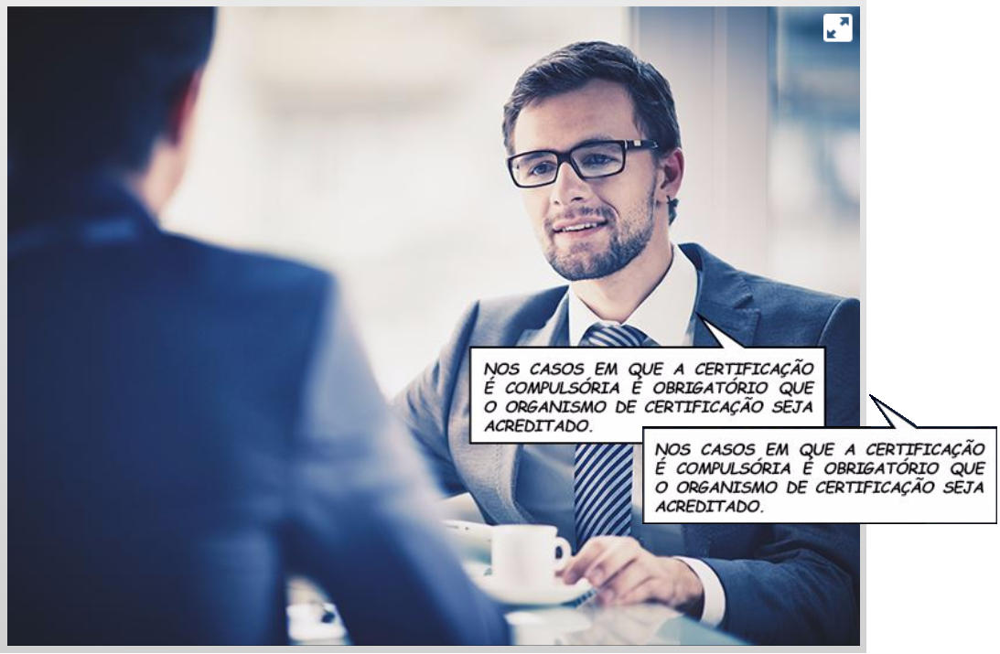 NOS CASOS EM QUE A CERTIFICAÇÃO
É COMPULSÓRIA É OBRIGATÓRIO QUE
O ORGANISMO DE CERTIFICAÇÃO SEJA
ACREDITADO.
NOS CASOS EM QUE A CERTIFICAÇÃO
É COMPULSÓRIA É OBRIGATÓRIO QUE
O ORGANISMO DE CERTIFICAÇÃO SEJA
ACREDITADO.